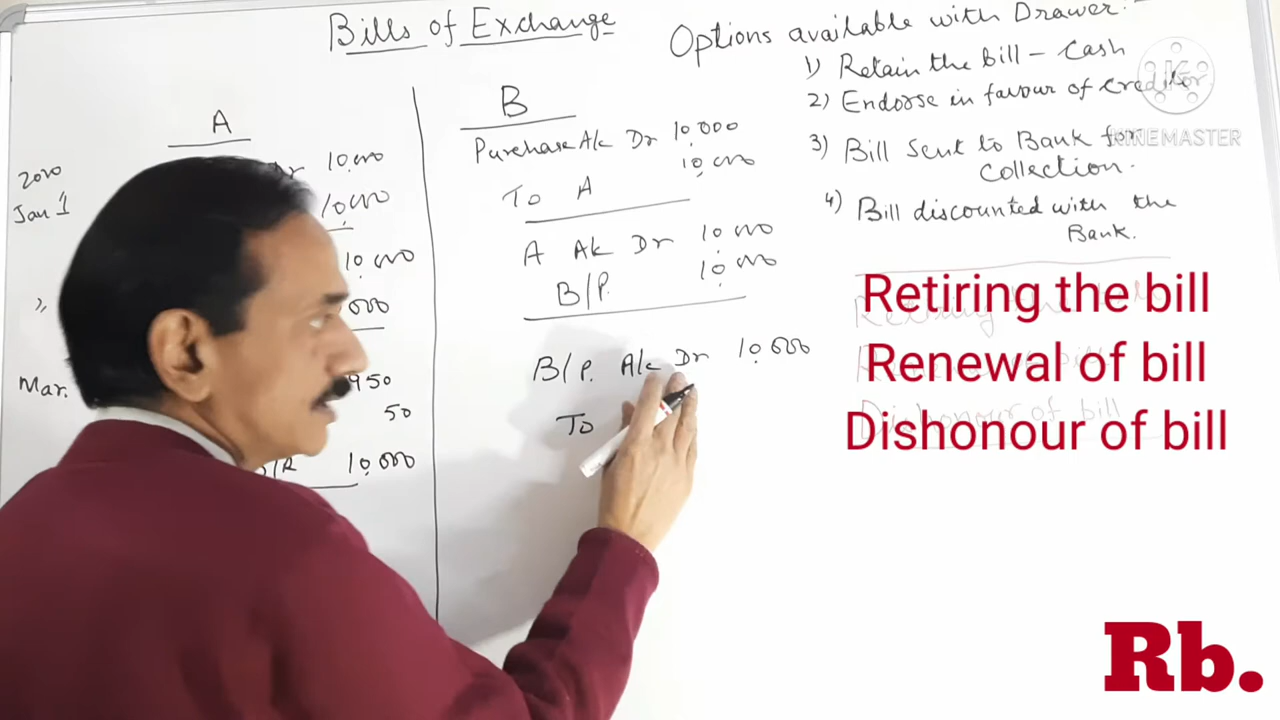 Bills of Exchange
A
2020
Jan 1
Dr 10,000
10,000
10,000
"
000
Mar.
950
50
B/R 10,000
B
Purchase A/c Dr 10,000
To A 10,000
A A/c Dr 10,000
B/P. 10,000
B/P. A/c Dr 10,000
To
Options available with Drawer:-
1) Retain the bill - Cash
2) Endorse in favour of Creditor
3) Bill Sent to Bank for
Collection.
4) Bill discounted with the
Bank.
Retiring the bill
Renewal of bill
Dishonour of bill
KINEMASTER
Rb.